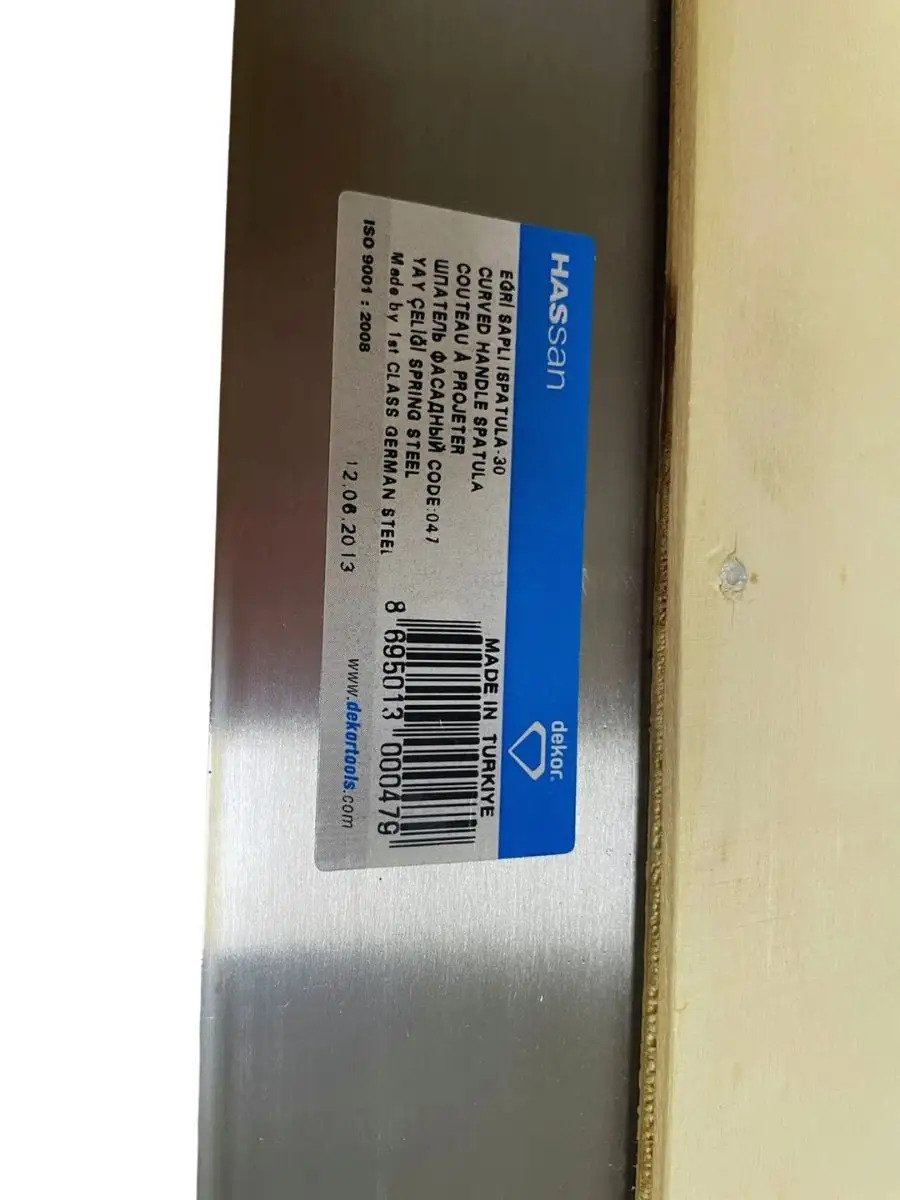 HASsan
dekor.
EĞRİ SAPLI ISPATULA-30
CURVED HANDLE SPATULA
COUTEAU À PROJETER
ШПАТЕЛЬ ФАСАДНЫЙ CODE:047
YAY ÇELİĞİ SPRING STEEL
Made by 1st CLASS GERMAN STEEL
ISO 9001 : 2008
12.06.2013
MADE IN TURKIYE
8 695013 000479
www.dekortools.com